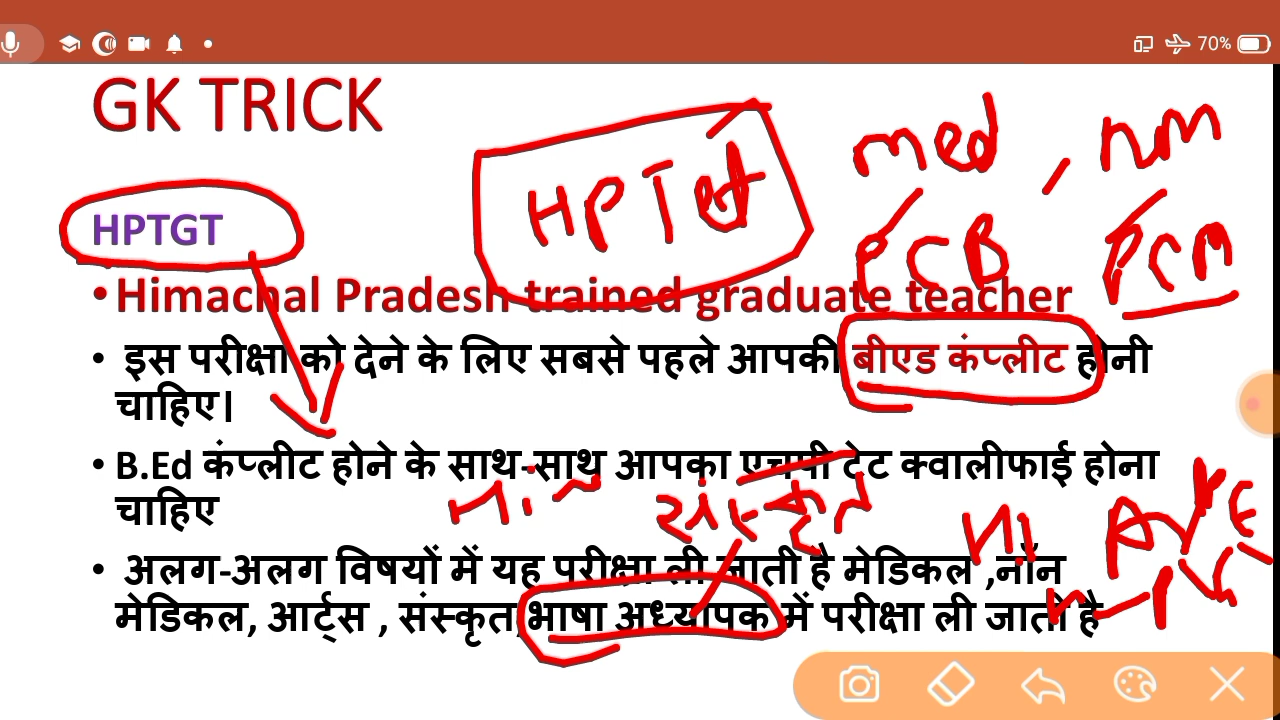 70%
GK TRICK
HPTet
med , nm
PCB PCM
HPTGT
• Himachal Pradesh trained graduate teacher
• इस परीक्षा को देने के लिए सबसे पहले आपकी बीएड कंप्लीट होनी
चाहिए।
• B.Ed कंप्लीट होने के साथ-साथ आपका एचपी टेट क्वालीफाई होना
चाहिए
• अलग-अलग विषयों में यह परीक्षा ली जाती है मेडिकल ,नॉन
मेडिकल, आर्ट्स , संस्कृत,भाषा अध्यापक में परीक्षा ली जाती है